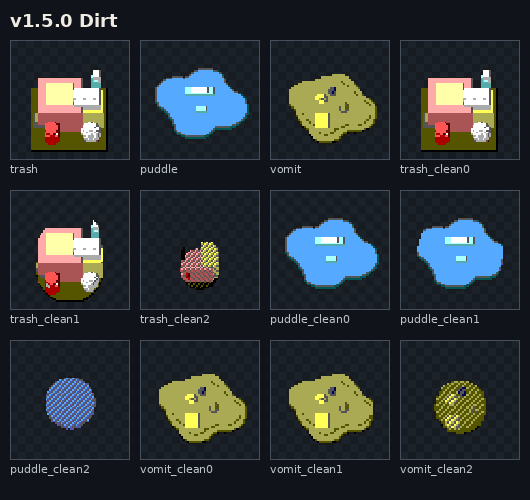 v1.5.0 Dirt
trash
puddle
vomit
trash_clean0
trash_clean1
trash_clean2
puddle_clean0
puddle_clean1
puddle_clean2
vomit_clean0
vomit_clean1
vomit_clean2